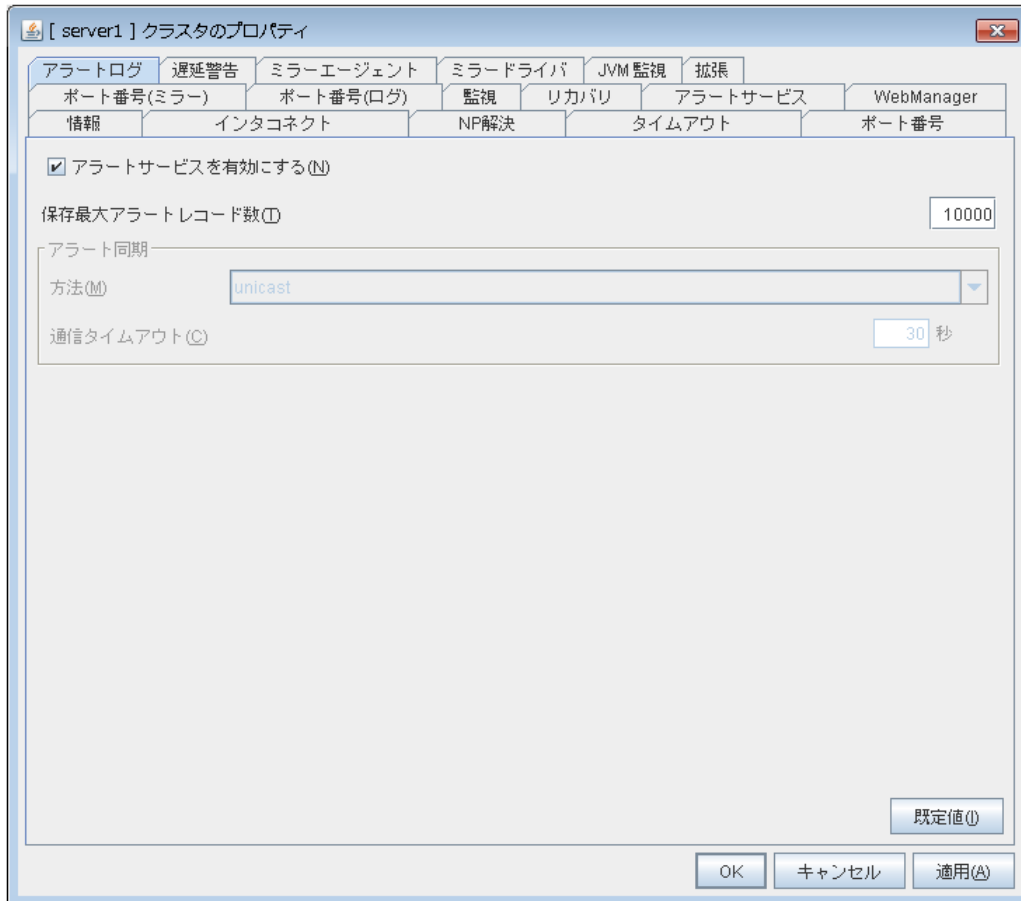 [ server1 ] クラスタのプロパティ
アラートログ 遅延警告 ミラーエージェント ミラードライバ JVM 監視 拡張
ポート番号(ミラー) ポート番号(ログ) 監視 リカバリ アラートサービス WebManager
情報 インタコネクト NP解決 タイムアウト ポート番号
アラートサービスを有効にする(N)
保存最大アラートレコード数(T) 10000
アラート同期
方法(M) unicast
通信タイムアウト(C) 30 秒
既定値(I)
OK キャンセル 適用(A)